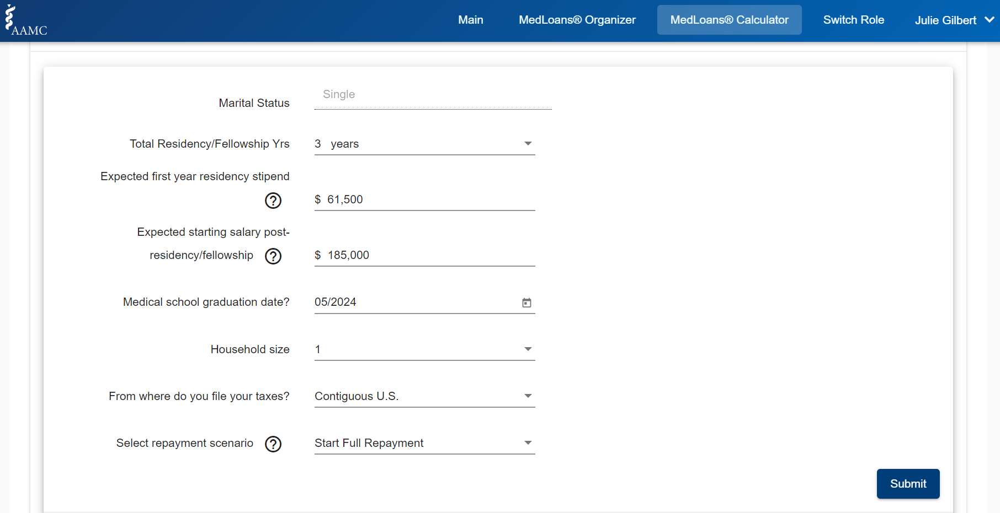 AAMC
Main
MedLoans® Organizer
MedLoans® Calculator
Switch Role
Julie Gilbert
Marital Status
Single
Total Residency/Fellowship Yrs
3 years
Expected first year residency stipend
?
$ 61,500
Expected starting salary post-
residency/fellowship ?
$ 185,000
Medical school graduation date?
05/2024
Household size
1
From where do you file your taxes?
Contiguous U.S.
Select repayment scenario ?
Start Full Repayment
Submit